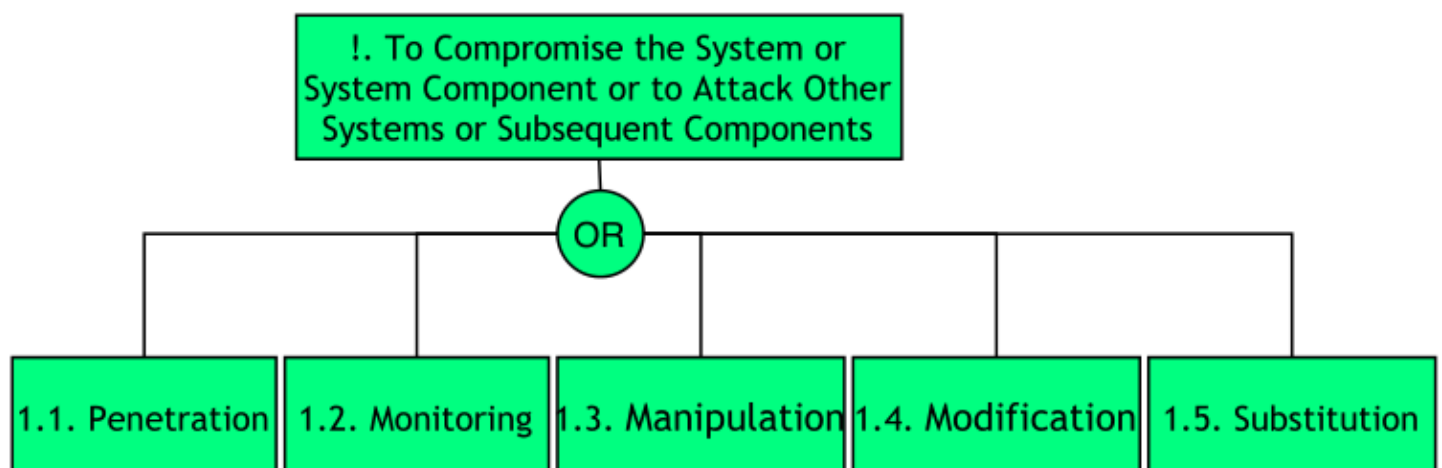 !. To Compromise the System or
System Component or to Attack Other
Systems or Subsequent Components
OR
1.1. Penetration
1.2. Monitoring
1.3. Manipulation
1.4. Modification
1.5. Substitution